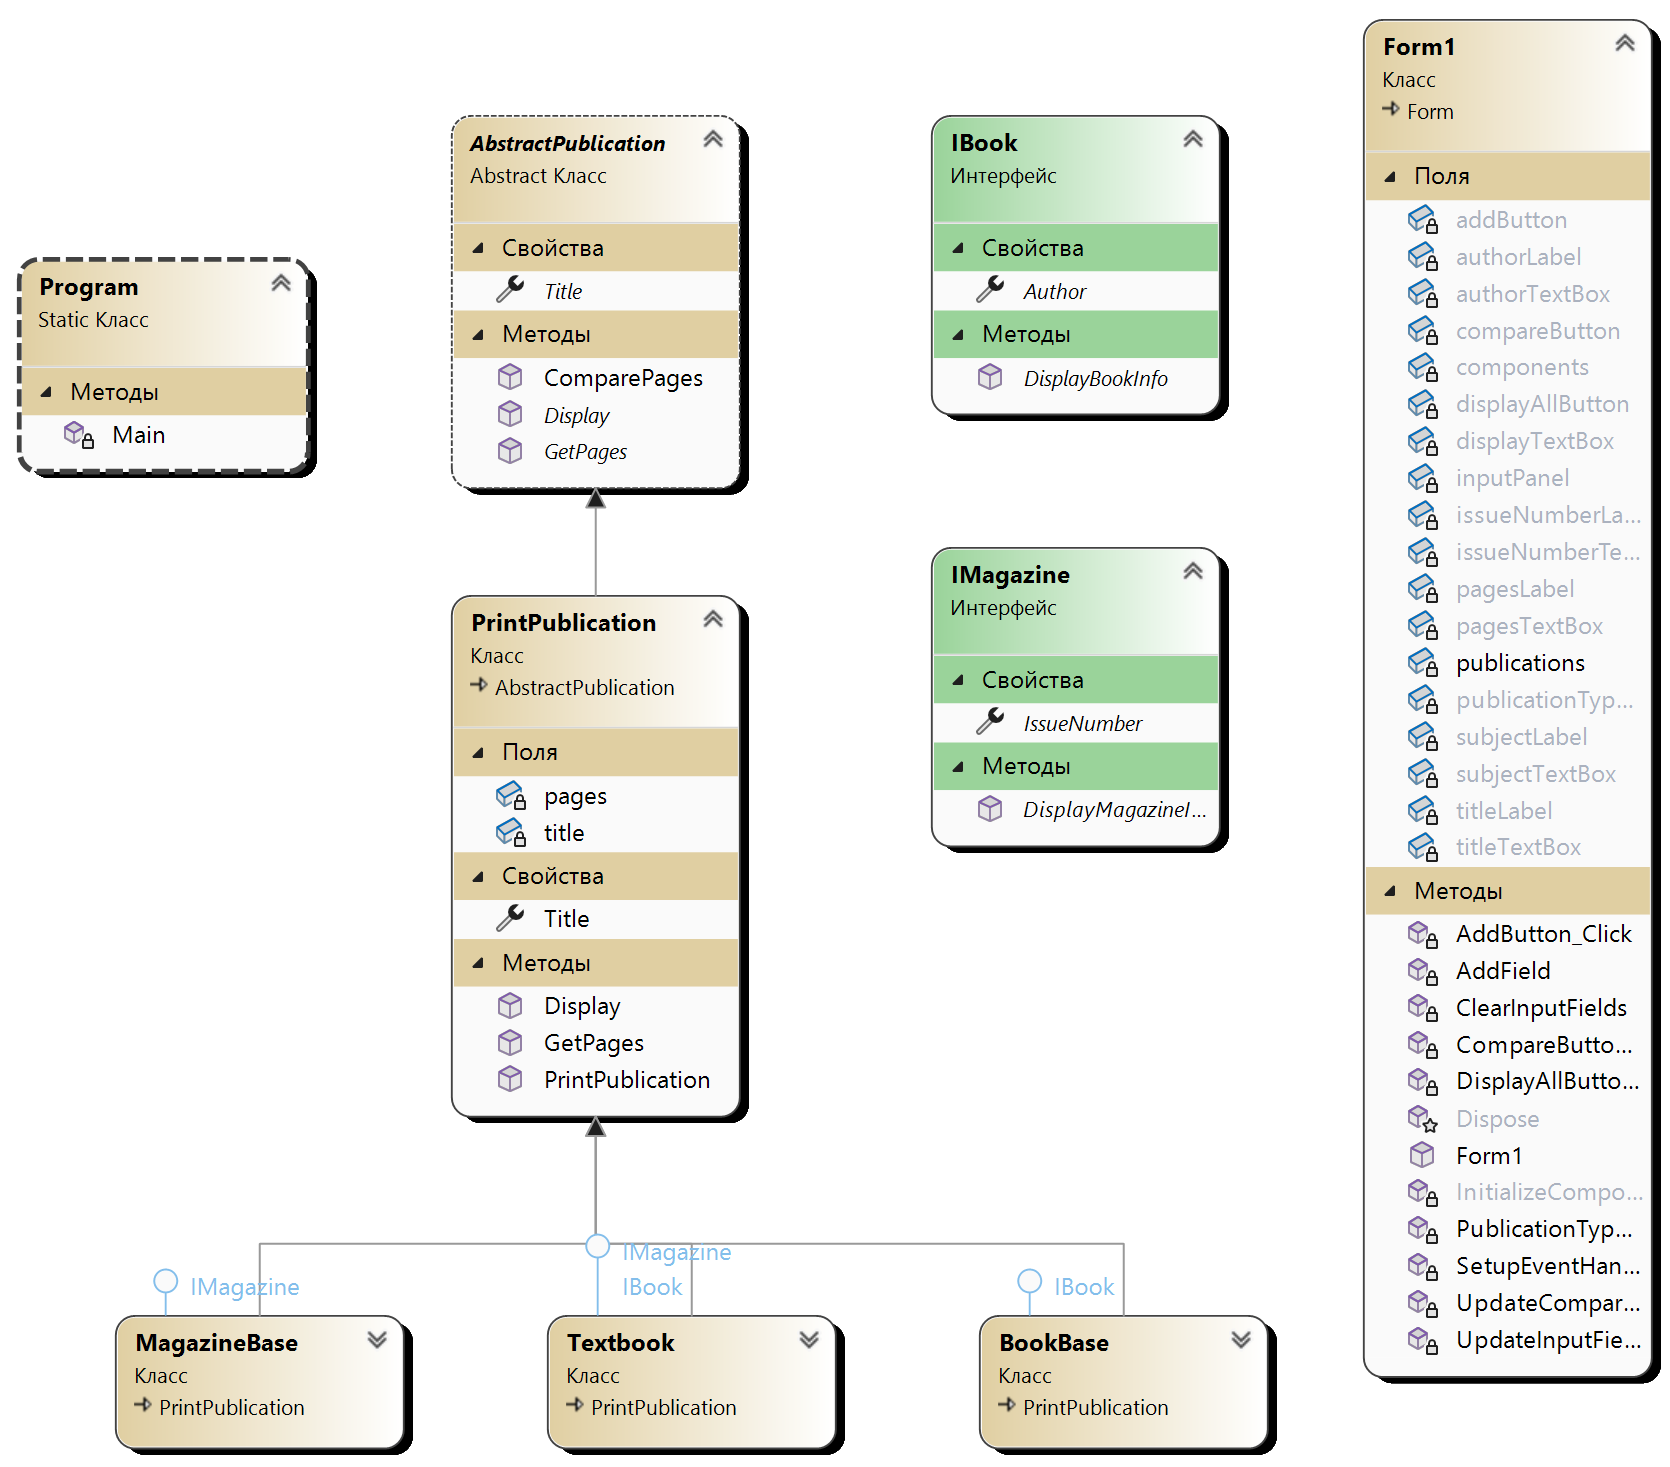 Program
Static Класс
Методы
Main
AbstractPublication
Abstract Класс
Свойства
Title
Методы
ComparePages
Display
GetPages
PrintPublication
Класс
AbstractPublication
Поля
pages
title
Свойства
Title
Методы
Display
GetPages
PrintPublication
IBook
Интерфейс
Свойства
Author
Методы
DisplayBookInfo
IMagazine
Интерфейс
Свойства
IssueNumber
Методы
DisplayMagazineI...
IMagazine
MagazineBase
Класс
PrintPublication
IMagazine
IBook
Textbook
Класс
PrintPublication
IBook
BookBase
Класс
PrintPublication
Form1
Класс
Form
Поля
addButton
authorLabel
authorTextBox
compareButton
components
displayAllButton
displayTextBox
inputPanel
issueNumberLa...
issueNumberTe...
pagesLabel
pagesTextBox
publications
publicationTyp...
subjectLabel
subjectTextBox
titleLabel
titleTextBox
Методы
AddButton_Click
AddField
ClearInputFields
CompareButto...
DisplayAllButto...
Dispose
Form1
InitializeCompo...
PublicationTyp...
SetupEventHan...
UpdateCompar...
UpdateInputFie...